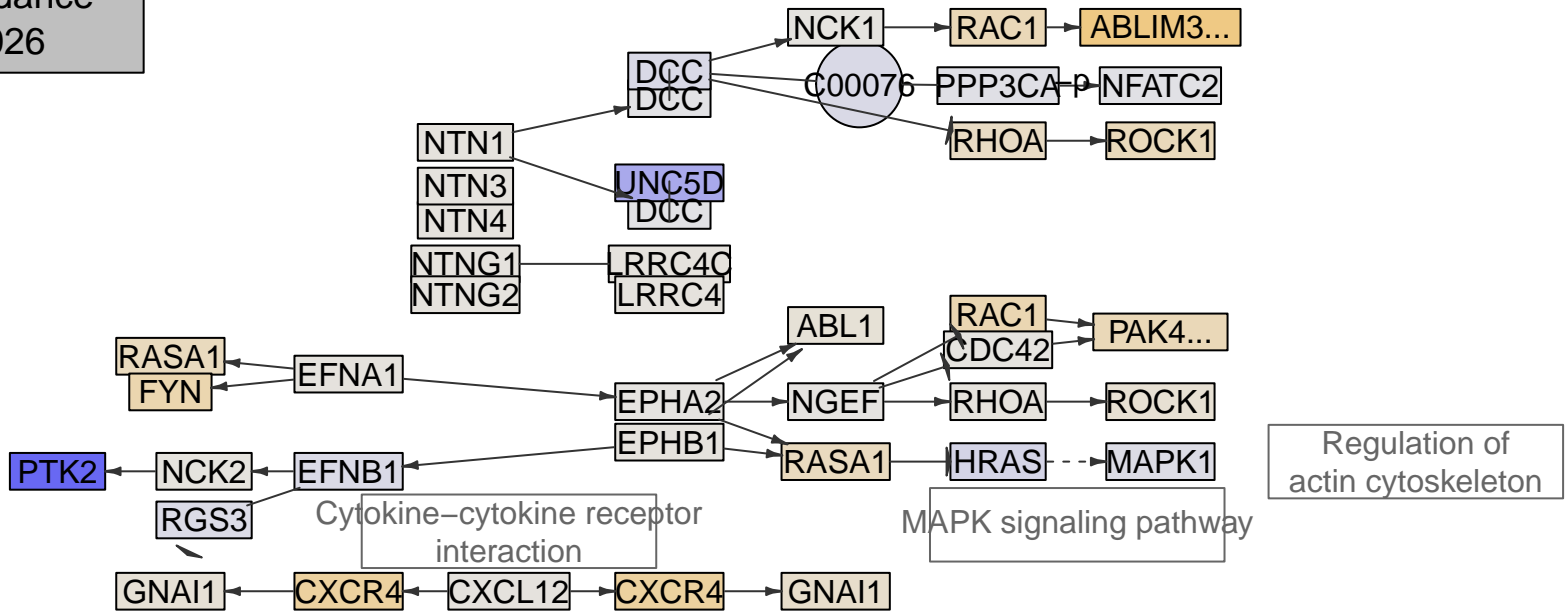 026
NCK1 RAC1 ABLIM3...
DCC
C00076 PPP3CA +p NFATC2
DCC
NTN1 RHOA ROCK1
NTN3 UNC5D
NTN4 DCC
NTNG1 LRRC4C
NTNG2 LRRC4
RAC1
ABL1 PAK4...
RASA1 CDC42
EFNA1
FYN
EPHA2 NGEF RHOA ROCK1
EPHB1
Regulation of
PTK2 NCK2 EFNB1 RASA1 HRAS MAPK1
actin cytoskeleton
RGS3 Cytokine−cytokine receptor MAPK signaling pathway
interaction
GNAI1 CXCR4 CXCL12 CXCR4 GNAI1